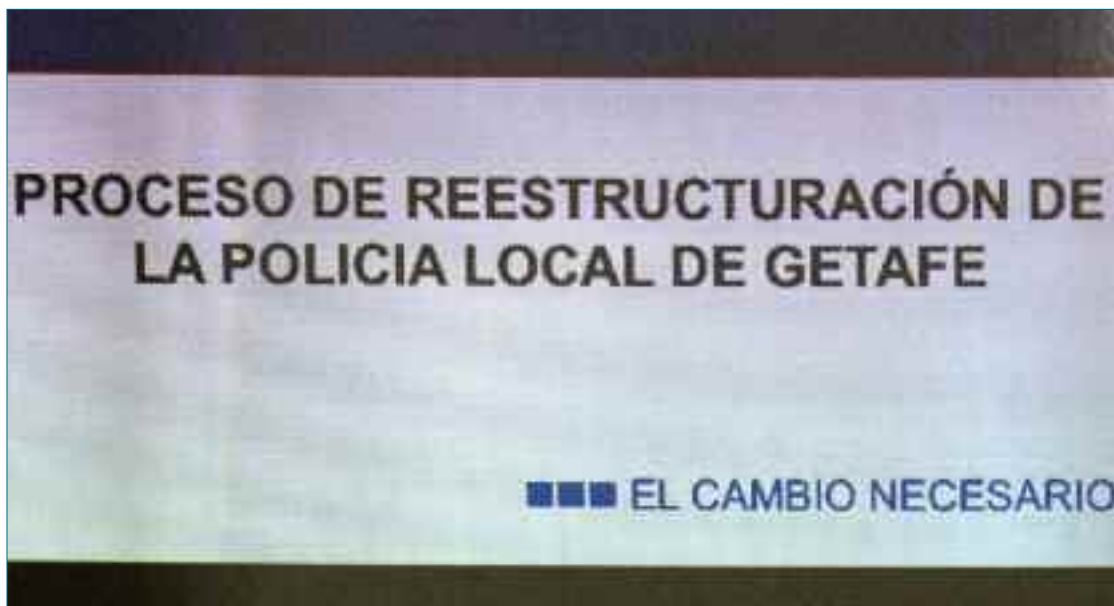 PROCESO DE REESTRUCTURACIÓN DE
LA POLICIA LOCAL DE GETAFE
EL CAMBIO NECESARIO